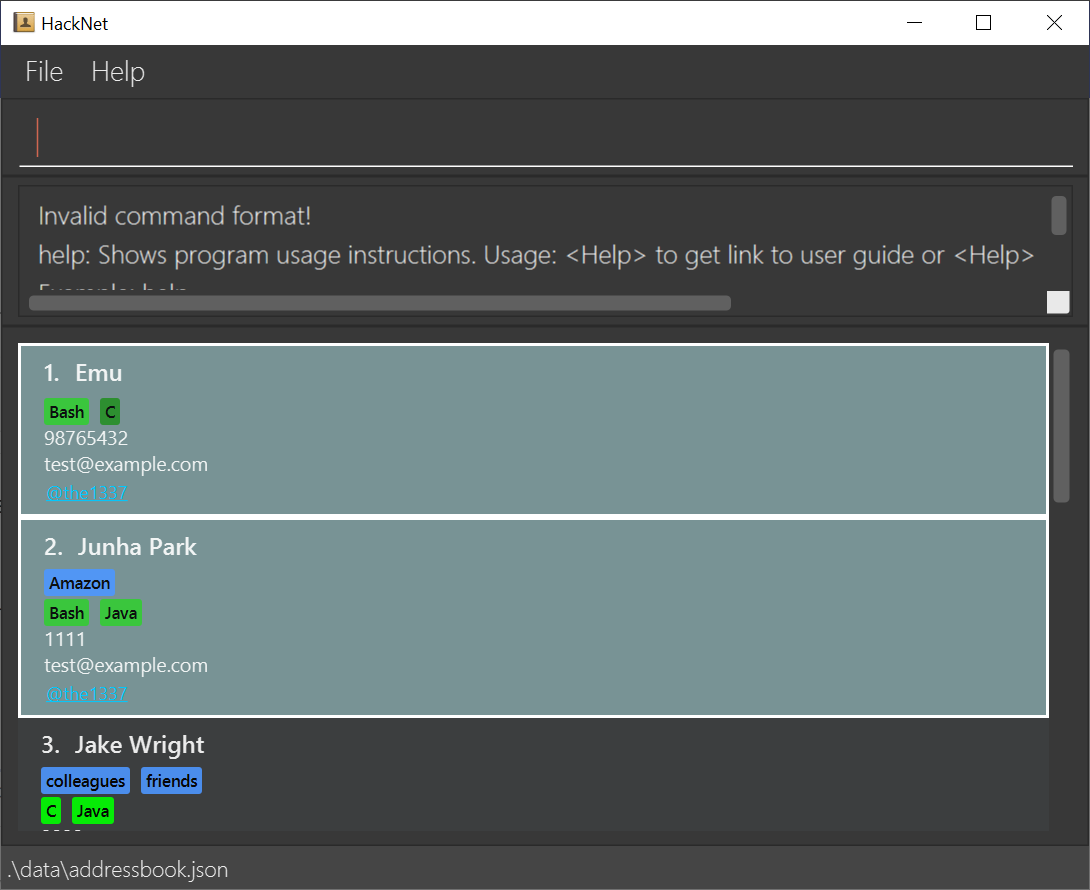 HackNet
File Help
Invalid command format!
help: Shows program usage instructions. Usage: <Help> to get link to user guide or <Help>
Example: help
1. Emu
Bash C
98765432
test@example.com
@the1337
2. Junha Park
Amazon
Bash Java
1111
test@example.com
@the1337
3. Jake Wright
colleagues friends
C Java
.\data\addressbook.json